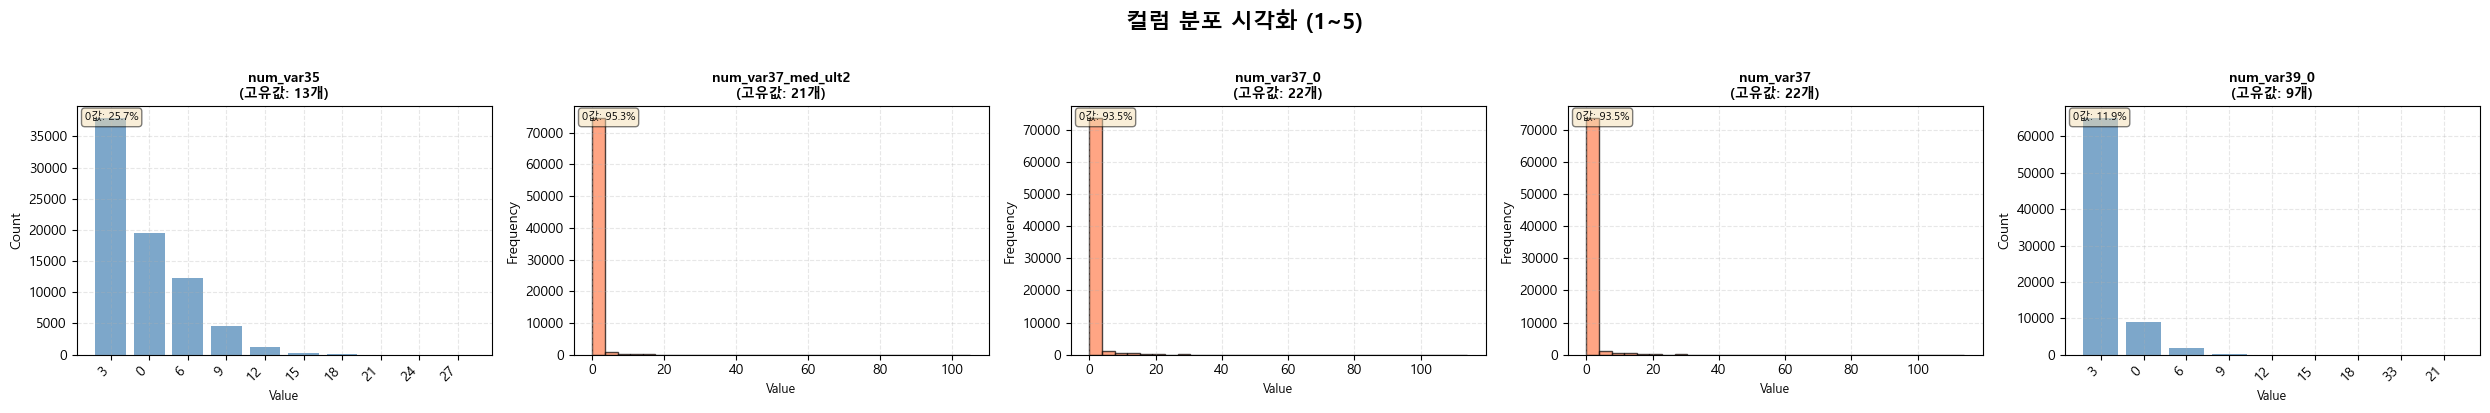 컬럼 분포 시각화 (1~5)
num_var35
(고유값: 13개)
0값: 25.7%
35000
30000
25000
20000
15000
10000
5000
0
Count
3 0 6 9 12 15 18 21 24 27
Value
num_var37_med_ult2
(고유값: 21개)
0값: 95.3%
70000
60000
50000
40000
30000
20000
10000
0
Frequency
0 20 40 60 80 100
Value
num_var37_0
(고유값: 22개)
0값: 93.5%
70000
60000
50000
40000
30000
20000
10000
0
Frequency
0 20 40 60 80 100
Value
num_var37
(고유값: 22개)
0값: 93.5%
70000
60000
50000
40000
30000
20000
10000
0
Frequency
0 20 40 60 80 100
Value
num_var39_0
(고유값: 9개)
0값: 11.9%
60000
50000
40000
30000
20000
10000
0
Count
3 0 6 9 12 15 18 33 21
Value